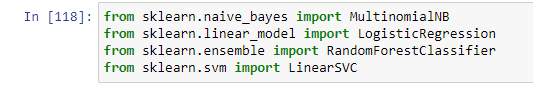 In [118]: from sklearn.naive_bayes import MultinomialNB
from sklearn.linear_model import LogisticRegression
from sklearn.ensemble import RandomForestClassifier
from sklearn.svm import LinearSVC